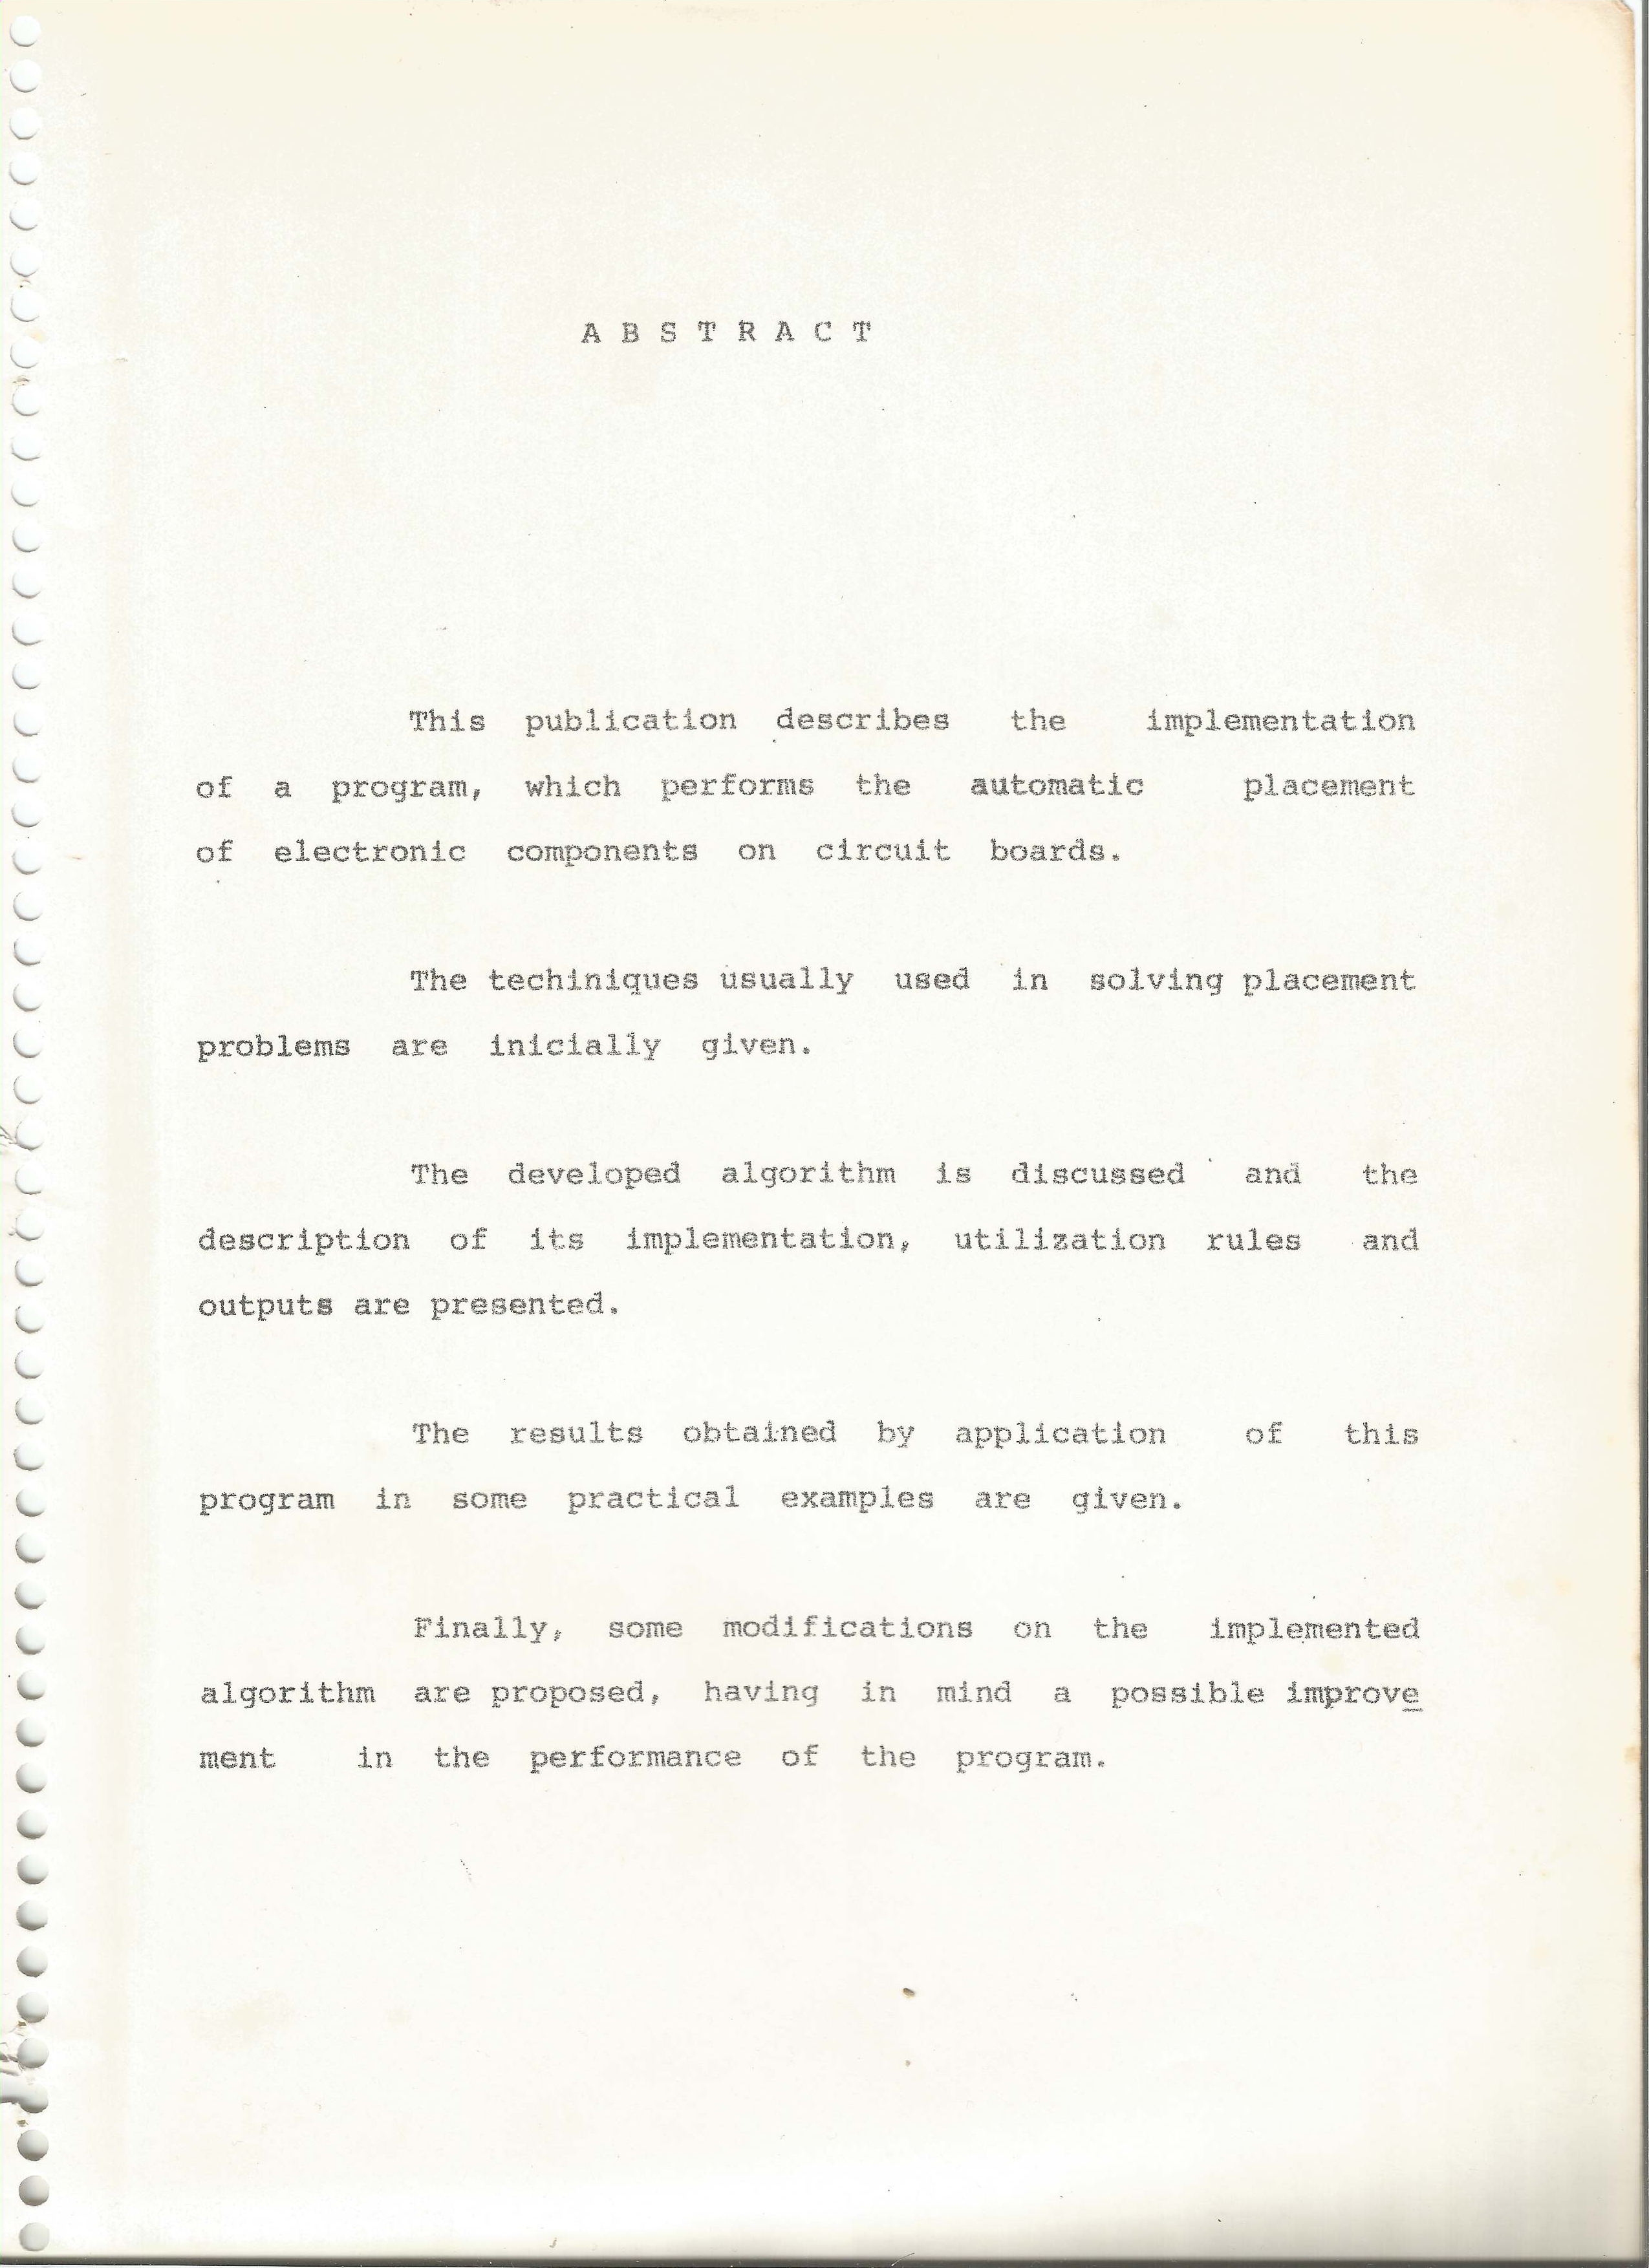 A B S T R A C T
This publication describes the implementation
of a program, which performs the automatic placement
of electronic components on circuit boards.
The techiniques usually used in solving placement
problems are inicially given.
The developed algorithm is discussed and the
description of its implementation, utilization rules and
outputs are presented.
The results obtained by application of this
program in some practical examples are given.
Finally, some modifications on the implemented
algorithm are proposed, having in mind a possible improve
ment in the performance of the program.